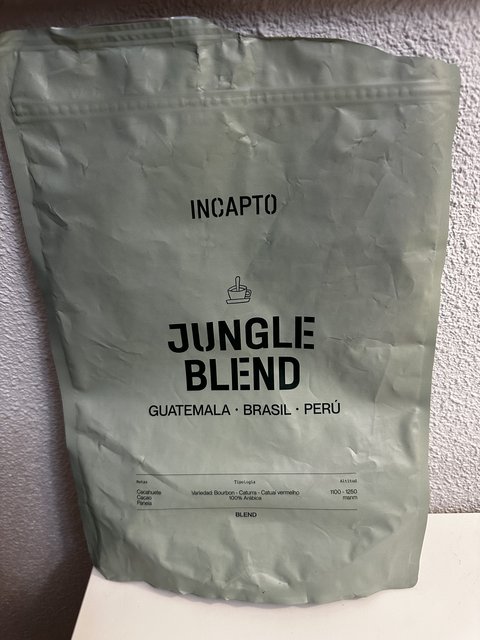 INCAPTO
JUNGLE
BLEND
GUATEMALA · BRASIL · PERÚ
Notas Tipología Altitud
Cacahuete Variedad: Bourbon - Caturra - Catuai vermelho 1100 - 1250
Cacao 100% Arábica msnm
Panela
BLEND